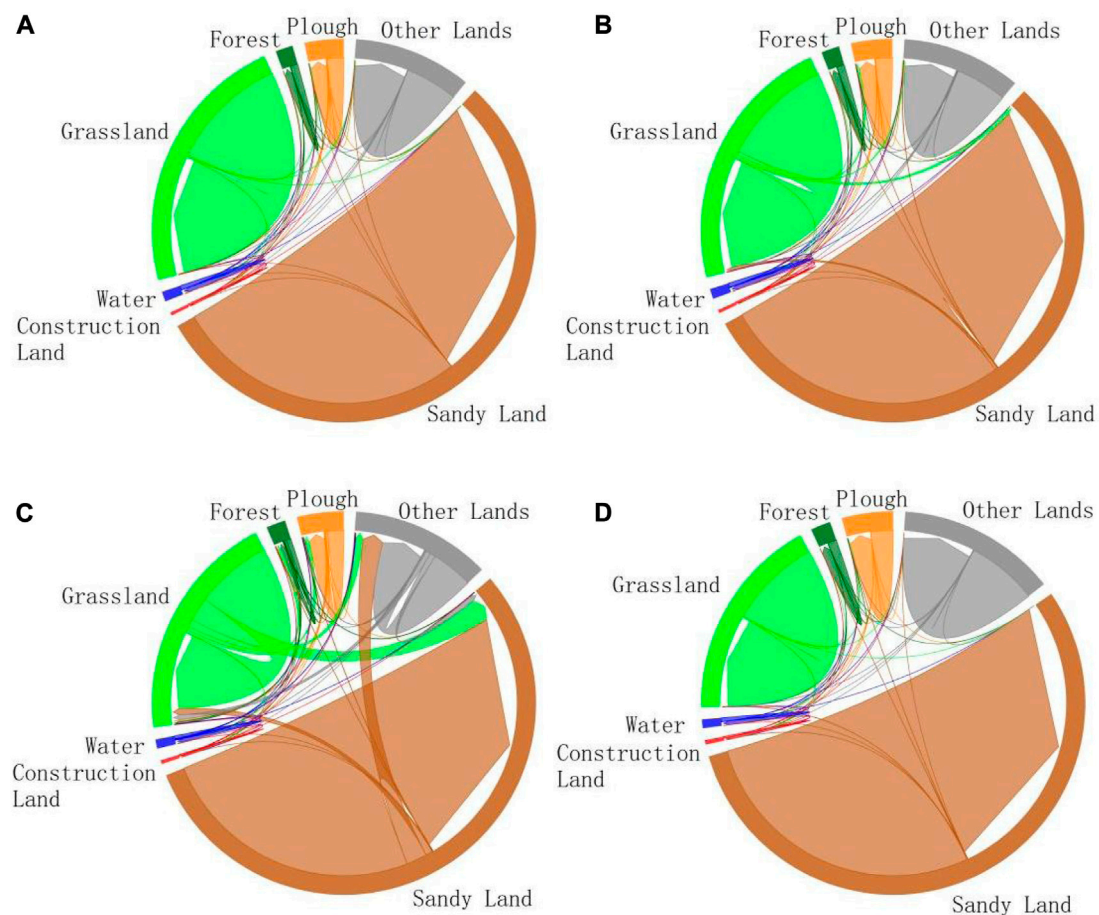 A
Forest
Plough
Other Lands
Grassland
Water
Construction
Land
Sandy Land
B
Forest
Plough
Other Lands
Grassland
Water
Construction
Land
Sandy Land
C
Forest
Plough
Other Lands
Grassland
Water
Construction
Land
Sandy Land
D
Forest
Plough
Other Lands
Grassland
Water
Construction
Land
Sandy Land